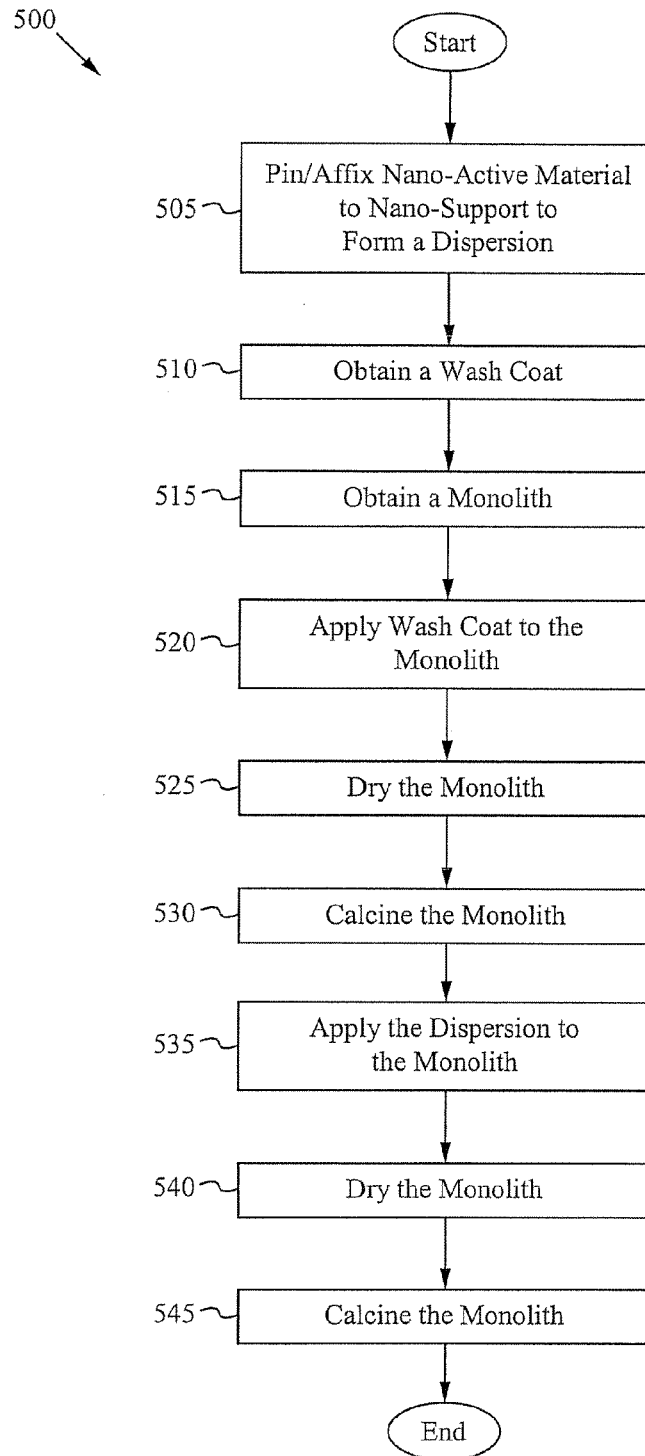 500
Start
505
Pin/Affix Nano-Active Material
to Nano-Support to
Form a Dispersion
510
Obtain a Wash Coat
515
Obtain a Monolith
520
Apply Wash Coat to the
Monolith
525
Dry the Monolith
530
Calcine the Monolith
535
Apply the Dispersion to
the Monolith
540
Dry the Monolith
545
Calcine the Monolith
End